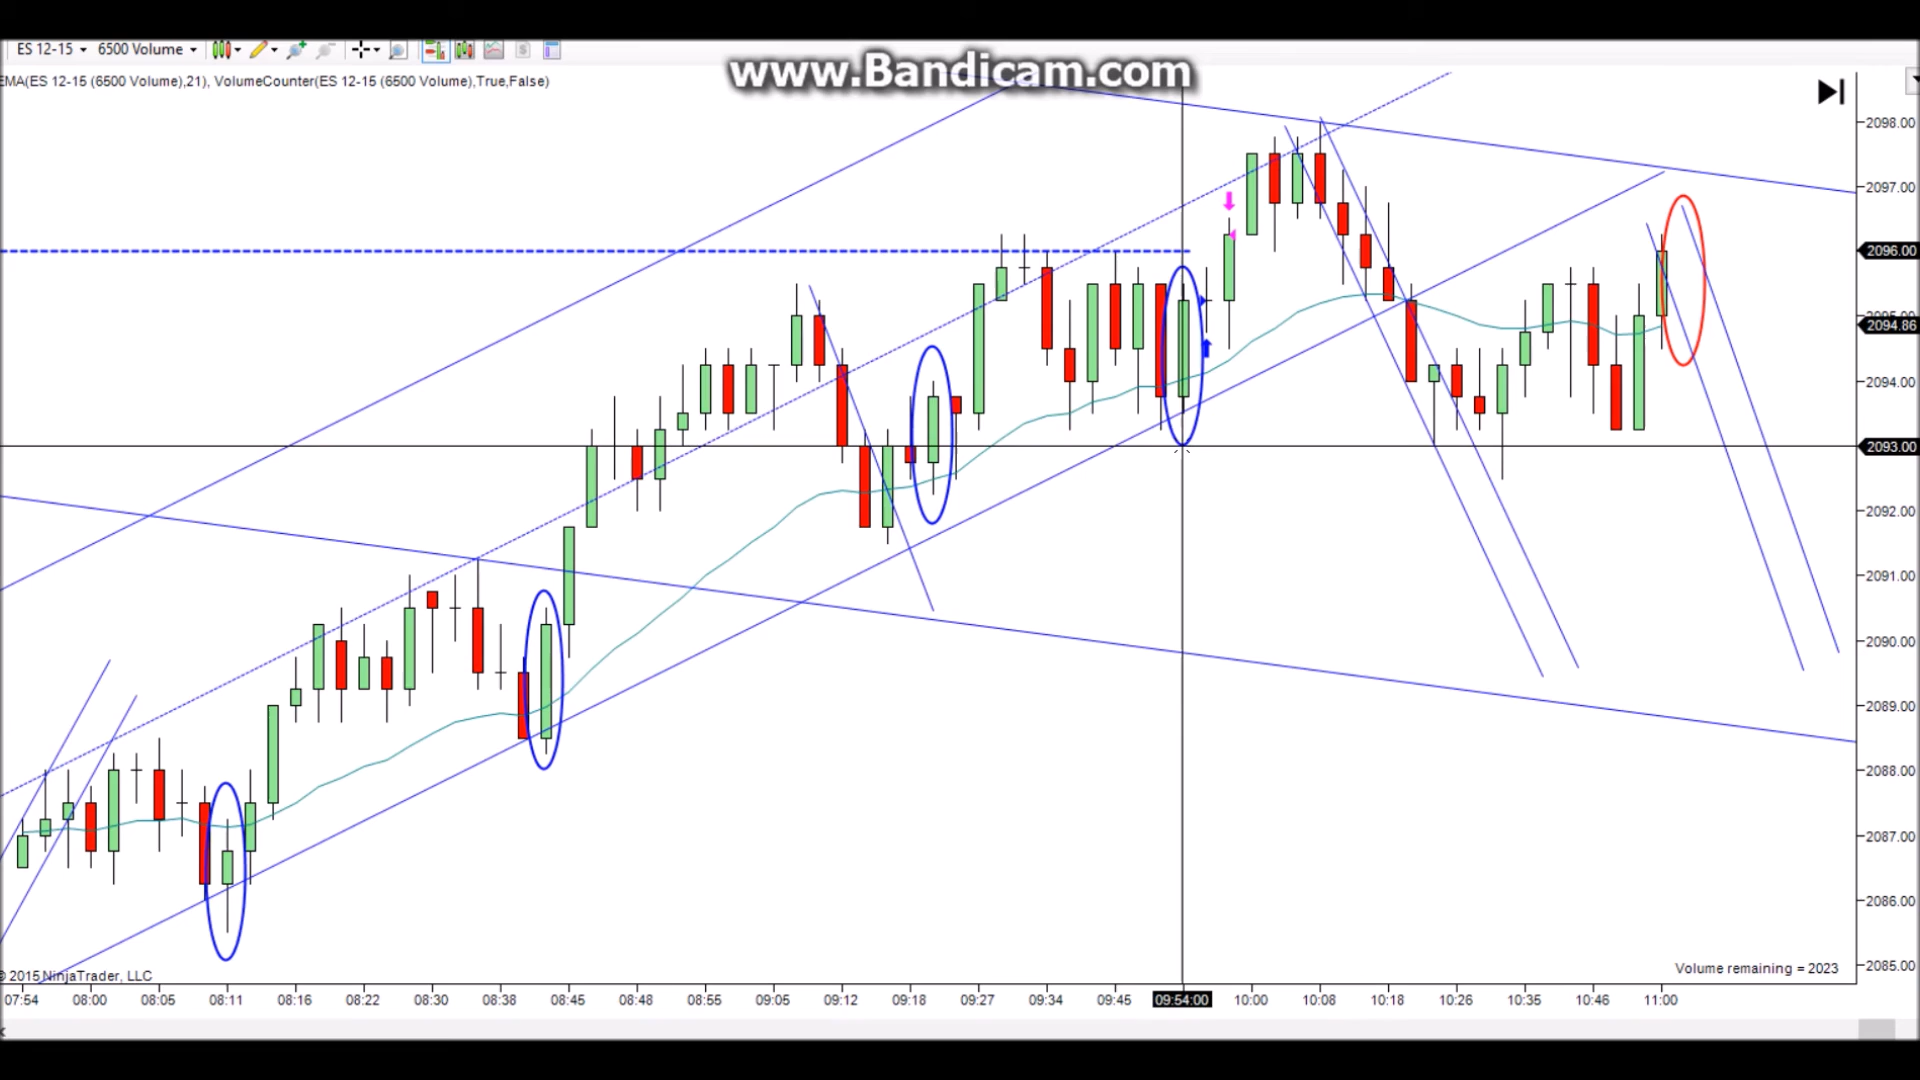 ES 12-15 6500 Volume
www.Bandicam.com
EMA(ES 12-15 (6500 Volume),21), VolumeCounter(ES 12-15 (6500 Volume),True,False)
2098.00
2097.00
2096.00
2095.00
2094.86
2094.00
2093.00
2092.00
2091.00
2090.00
2089.00
2088.00
2087.00
2086.00
2085.00
© 2015 NinjaTrader, LLC
Volume remaining = 2023
07:54 08:00 08:05 08:11 08:16 08:22 08:30 08:38 08:45 08:48 08:55 09:05 09:12 09:18 09:27 09:34 09:45 09:54:00 10:00 10:08 10:18 10:26 10:35 10:46 11:00